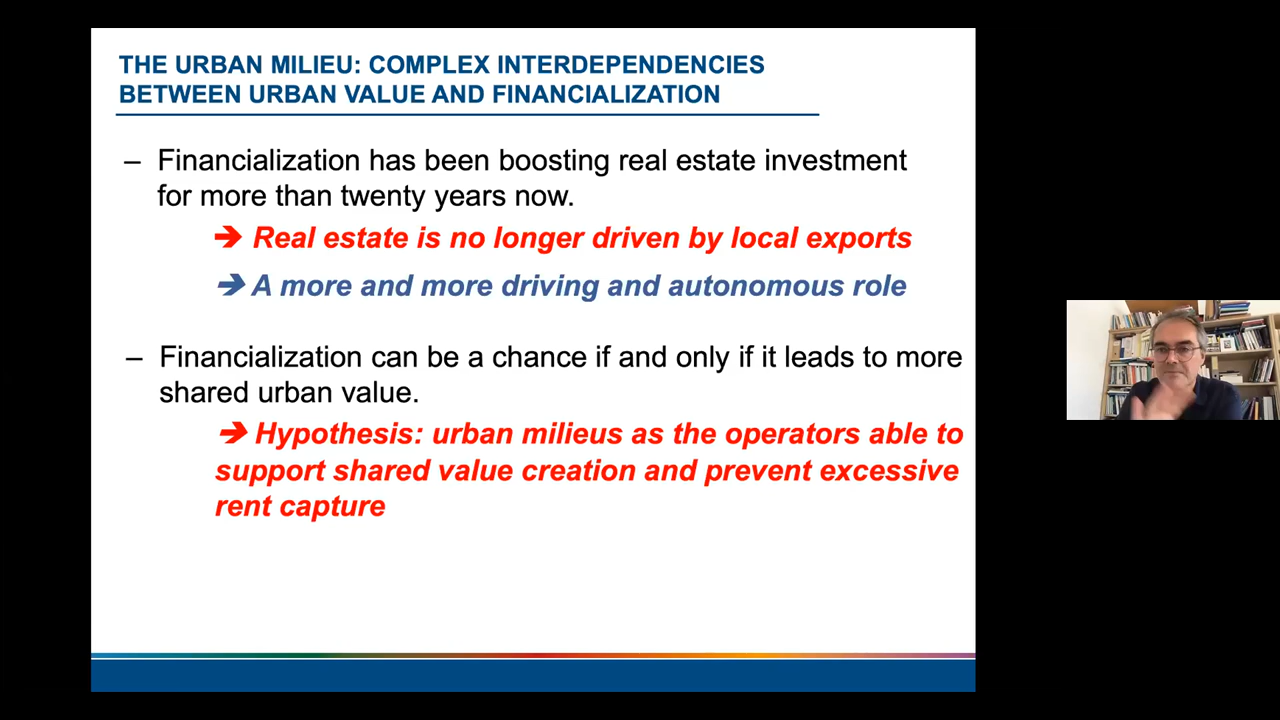 THE URBAN MILIEU: COMPLEX INTERDEPENDENCIES
BETWEEN URBAN VALUE AND FINANCIALIZATION
– Financialization has been boosting real estate investment
for more than twenty years now.
➔ Real estate is no longer driven by local exports
➔ A more and more driving and autonomous role
– Financialization can be a chance if and only if it leads to more
shared urban value.
➔ Hypothesis: urban milieus as the operators able to
support shared value creation and prevent excessive
rent capture